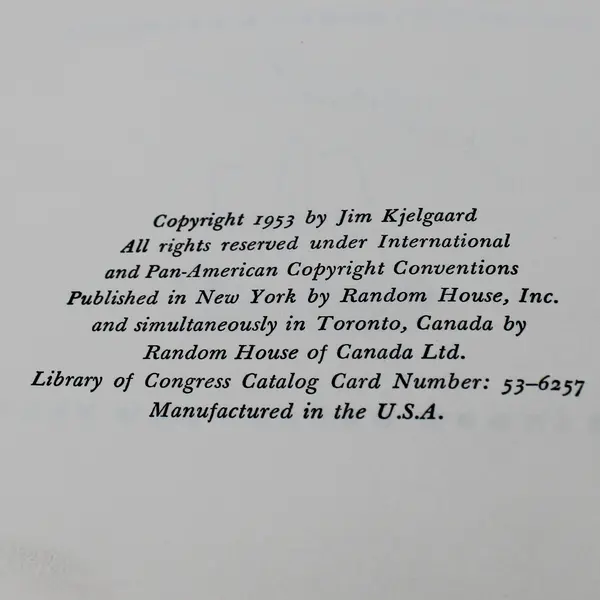 Copyright 1953 by Jim Kjelgaard
All rights reserved under International
and Pan-American Copyright Conventions
Published in New York by Random House, Inc.
and simultaneously in Toronto, Canada by
Random House of Canada Ltd.
Library of Congress Catalog Card Number: 53–6257
Manufactured in the U.S.A.